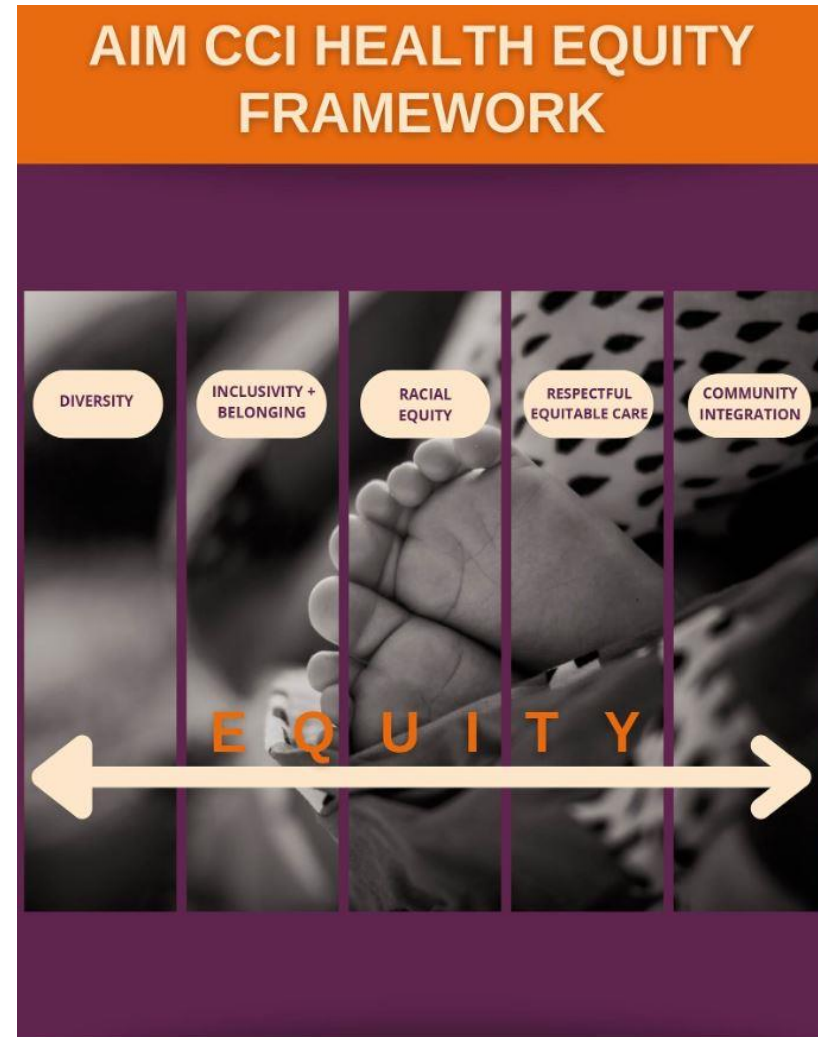 AIM CCI HEALTH EQUITY
FRAMEWORK
DIVERSITY
INCLUSIVITY +
BELONGING
RACIAL
EQUITY
RESPECTFUL
EQUITABLE CARE
COMMUNITY
INTEGRATION
E Q U I T Y